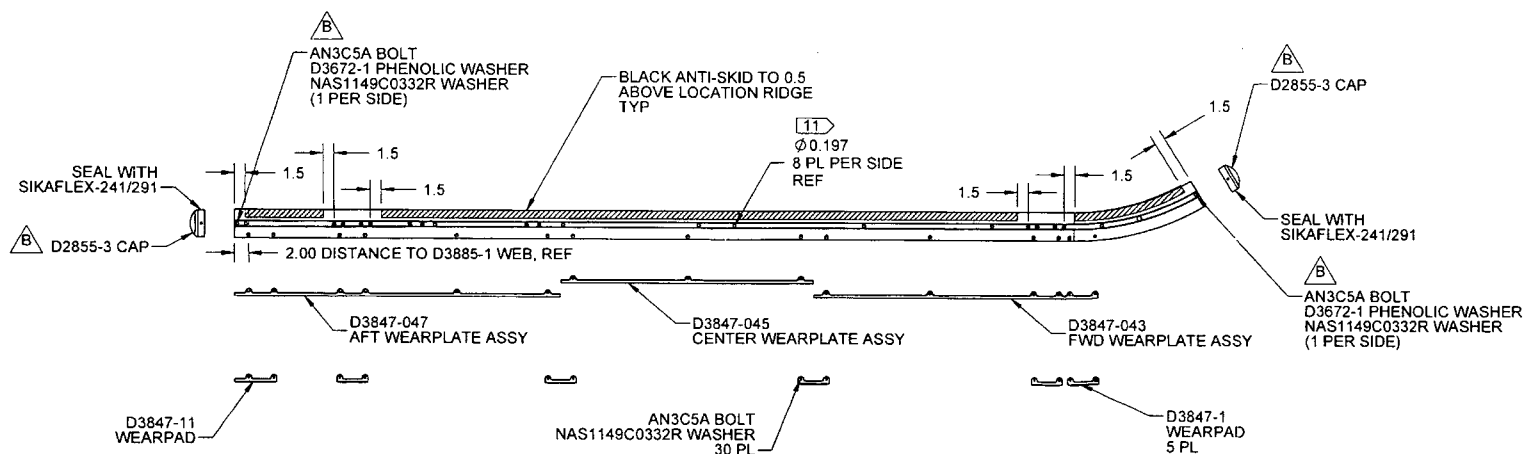 B
AN3C5A BOLT
D3672-1 PHENOLIC WASHER
NAS1149C0332R WASHER
(1 PER SIDE)
BLACK ANTI-SKID TO 0.5
ABOVE LOCATION RIDGE
TYP
11
Ø0.197
8 PL PER SIDE
REF
B
D2855-3 CAP
1.5
1.5
1.5
1.5
1.5
1.5
SEAL WITH
SIKAFLEX-241/291
B
D2855-3 CAP
SEAL WITH
SIKAFLEX-241/291
2.00 DISTANCE TO D3885-1 WEB, REF
B
AN3C5A BOLT
D3672-1 PHENOLIC WASHER
NAS1149C0332R WASHER
(1 PER SIDE)
D3847-047
AFT WEARPLATE ASSY
D3847-045
CENTER WEARPLATE ASSY
D3847-043
FWD WEARPLATE ASSY
D3847-11
WEARPAD
AN3C5A BOLT
NAS1149C0332R WASHER
30 PL
D3847-1
WEARPAD
5 PL